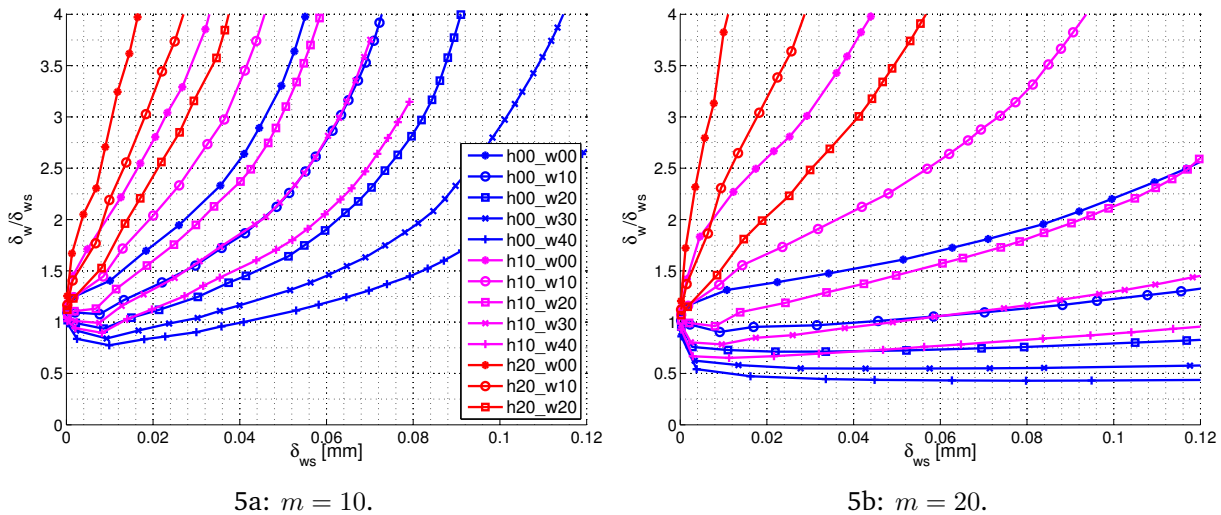 4
3.5
3
2.5
2
1.5
1
0.5
0
δw/δws
0 0.02 0.04 0.06 0.08 0.1 0.12
δws [mm]
h00_w00
h00_w10
h00_w20
h00_w30
h00_w40
h10_w00
h10_w10
h10_w20
h10_w30
h10_w40
h20_w00
h20_w10
h20_w20
5a: m = 10.
4
3.5
3
2.5
2
1.5
1
0.5
0
δw/δws
0 0.02 0.04 0.06 0.08 0.1 0.12
δws [mm]
5b: m = 20.